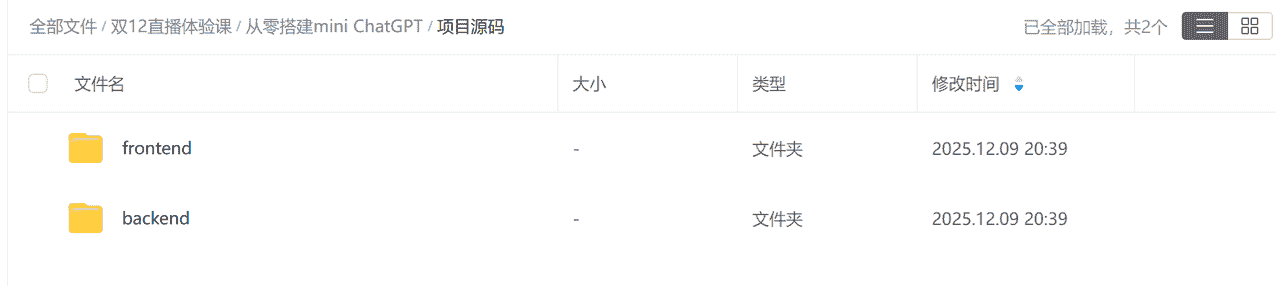 全部文件 / 双12直播体验课 / 从零搭建mini ChatGPT / 项目源码 已全部加载，共2个
文件名 大小 类型 修改时间
frontend - 文件夹 2025.12.09 20:39
backend - 文件夹 2025.12.09 20:39